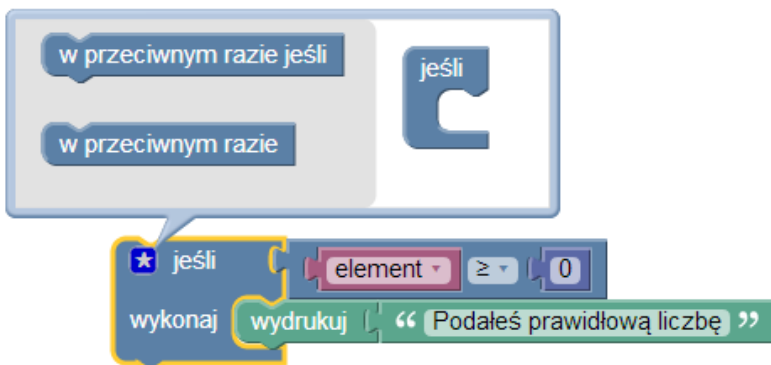 w przeciwnym razie jeśli
jeśli
w przeciwnym razie
jeśli element ≥ 0
wykonaj wydrukuj “ Podałeś prawidłową liczbę ”